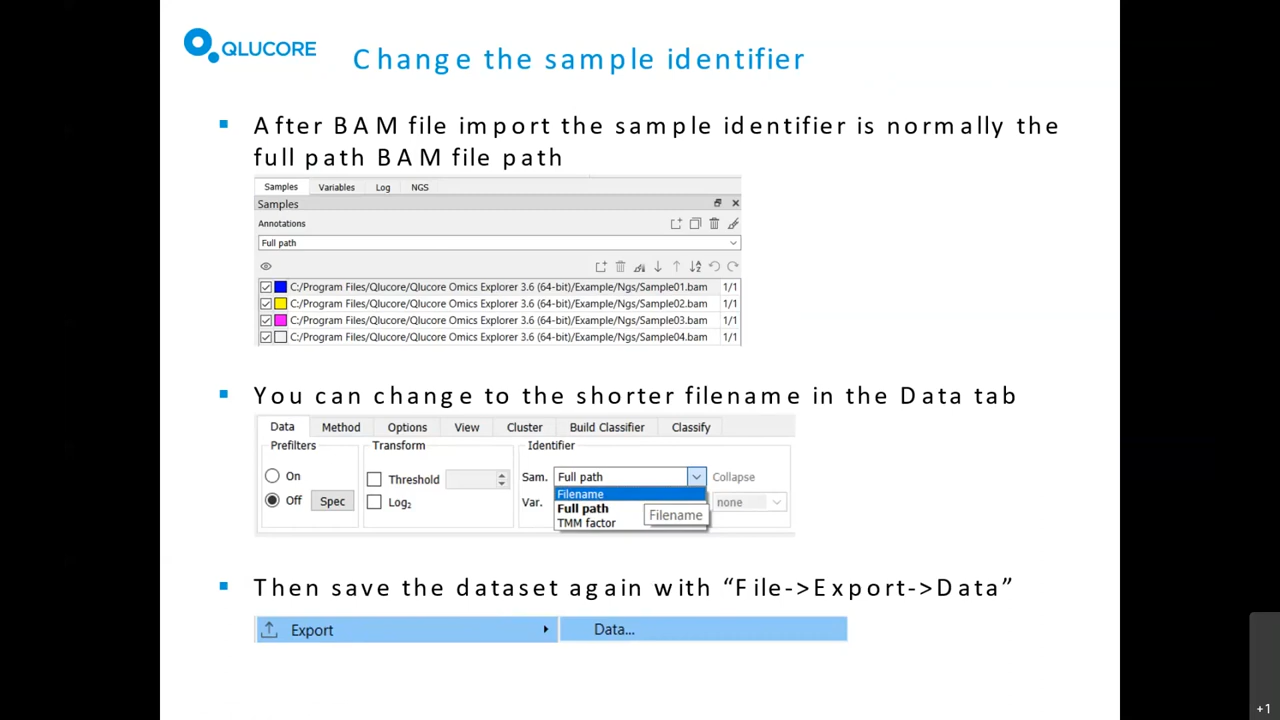 QLUCORE
Change the sample identifier
After BAM file import the sample identifier is normally the
full path BAM file path
Samples Variables Log NGS
Samples
Annotations
Full path
C:/Program Files/Qlucore/Qlucore Omics Explorer 3.6 (64-bit)/Example/Ngs/Sample01.bam 1/1
C:/Program Files/Qlucore/Qlucore Omics Explorer 3.6 (64-bit)/Example/Ngs/Sample02.bam 1/1
C:/Program Files/Qlucore/Qlucore Omics Explorer 3.6 (64-bit)/Example/Ngs/Sample03.bam 1/1
C:/Program Files/Qlucore/Qlucore Omics Explorer 3.6 (64-bit)/Example/Ngs/Sample04.bam 1/1
You can change to the shorter filename in the Data tab
Data Method Options View Cluster Build Classifier Classify
Prefilters Transform Identifier
On Threshold Sam. Full path Collapse
Off Spec Log2 Var. none
Filename
Full path
TMM factor
Filename
Then save the dataset again with “File->Export->Data”
Export Data...
+1